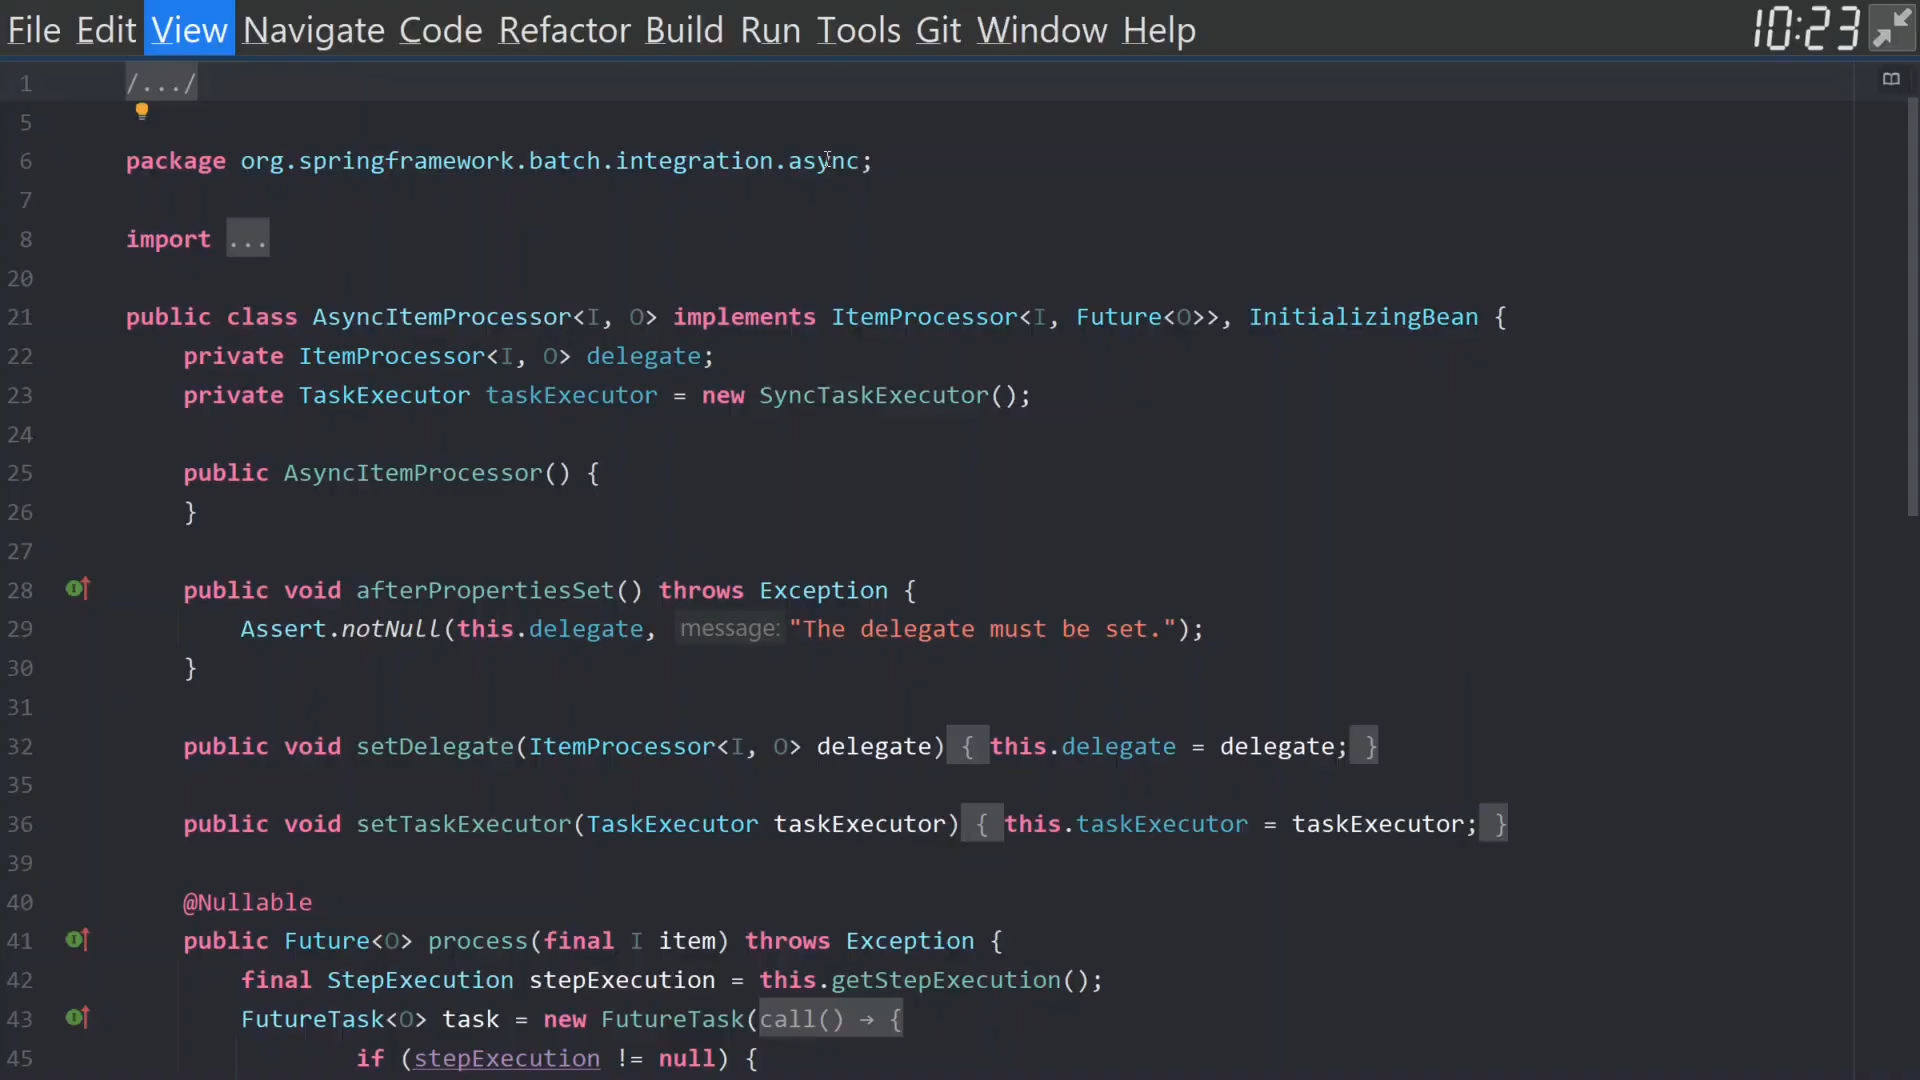 File Edit View Navigate Code Refactor Build Run Tools Git Window Help 10:23
1 /.../
5
6 package org.springframework.batch.integration.async;
7
8 import ...
20
21 public class AsyncItemProcessor<I, O> implements ItemProcessor<I, Future<O>>, InitializingBean {
22 private ItemProcessor<I, O> delegate;
23 private TaskExecutor taskExecutor = new SyncTaskExecutor();
24
25 public AsyncItemProcessor() {
26 }
27
28 public void afterPropertiesSet() throws Exception {
29 Assert.notNull(this.delegate, message: "The delegate must be set.");
30 }
31
32 public void setDelegate(ItemProcessor<I, O> delegate) { this.delegate = delegate; }
35
36 public void setTaskExecutor(TaskExecutor taskExecutor) { this.taskExecutor = taskExecutor; }
39
40 @Nullable
41 public Future<O> process(final I item) throws Exception {
42 final StepExecution stepExecution = this.getStepExecution();
43 FutureTask<O> task = new FutureTask(call() → {
45 if (stepExecution != null) {